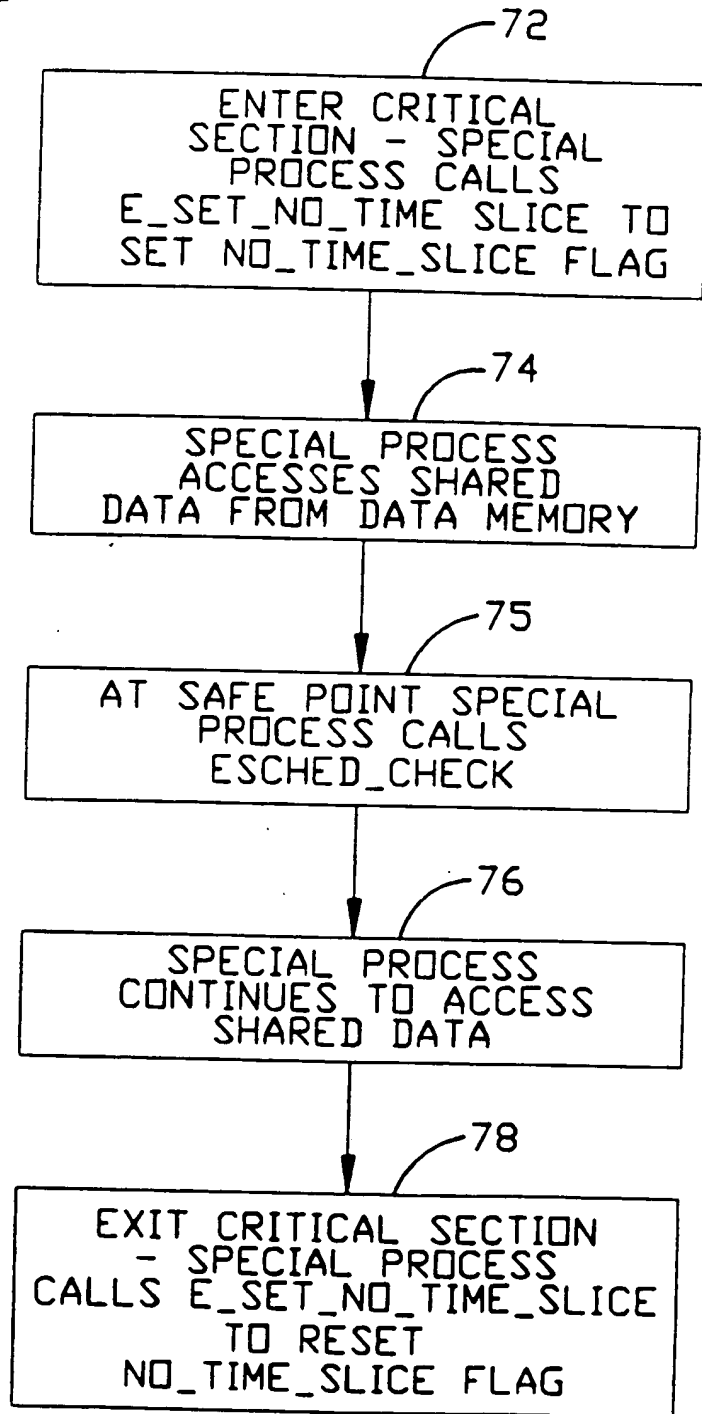 72
ENTER CRITICAL
SECTION - SPECIAL
PROCESS CALLS
E_SET_NO_TIME SLICE TO
SET NO_TIME_SLICE FLAG
74
SPECIAL PROCESS
ACCESSES SHARED
DATA FROM DATA MEMORY
75
AT SAFE POINT SPECIAL
PROCESS CALLS
ESCHED_CHECK
76
SPECIAL PROCESS
CONTINUES TO ACCESS
SHARED DATA
78
EXIT CRITICAL SECTION
- SPECIAL PROCESS
CALLS E_SET_NO_TIME_SLICE
TO RESET
NO_TIME_SLICE FLAG